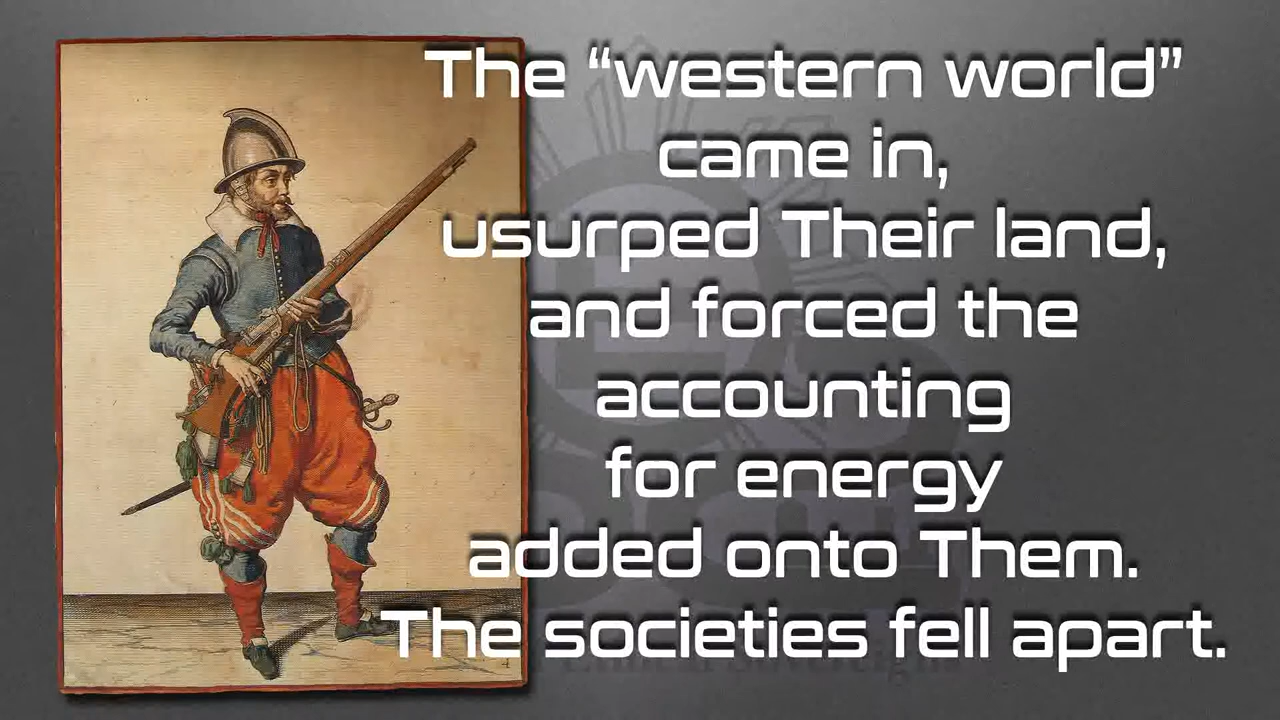 The “western world”
came in,
usurped Their land,
and forced the
accounting
for energy
added onto Them.
The societies fell apart.